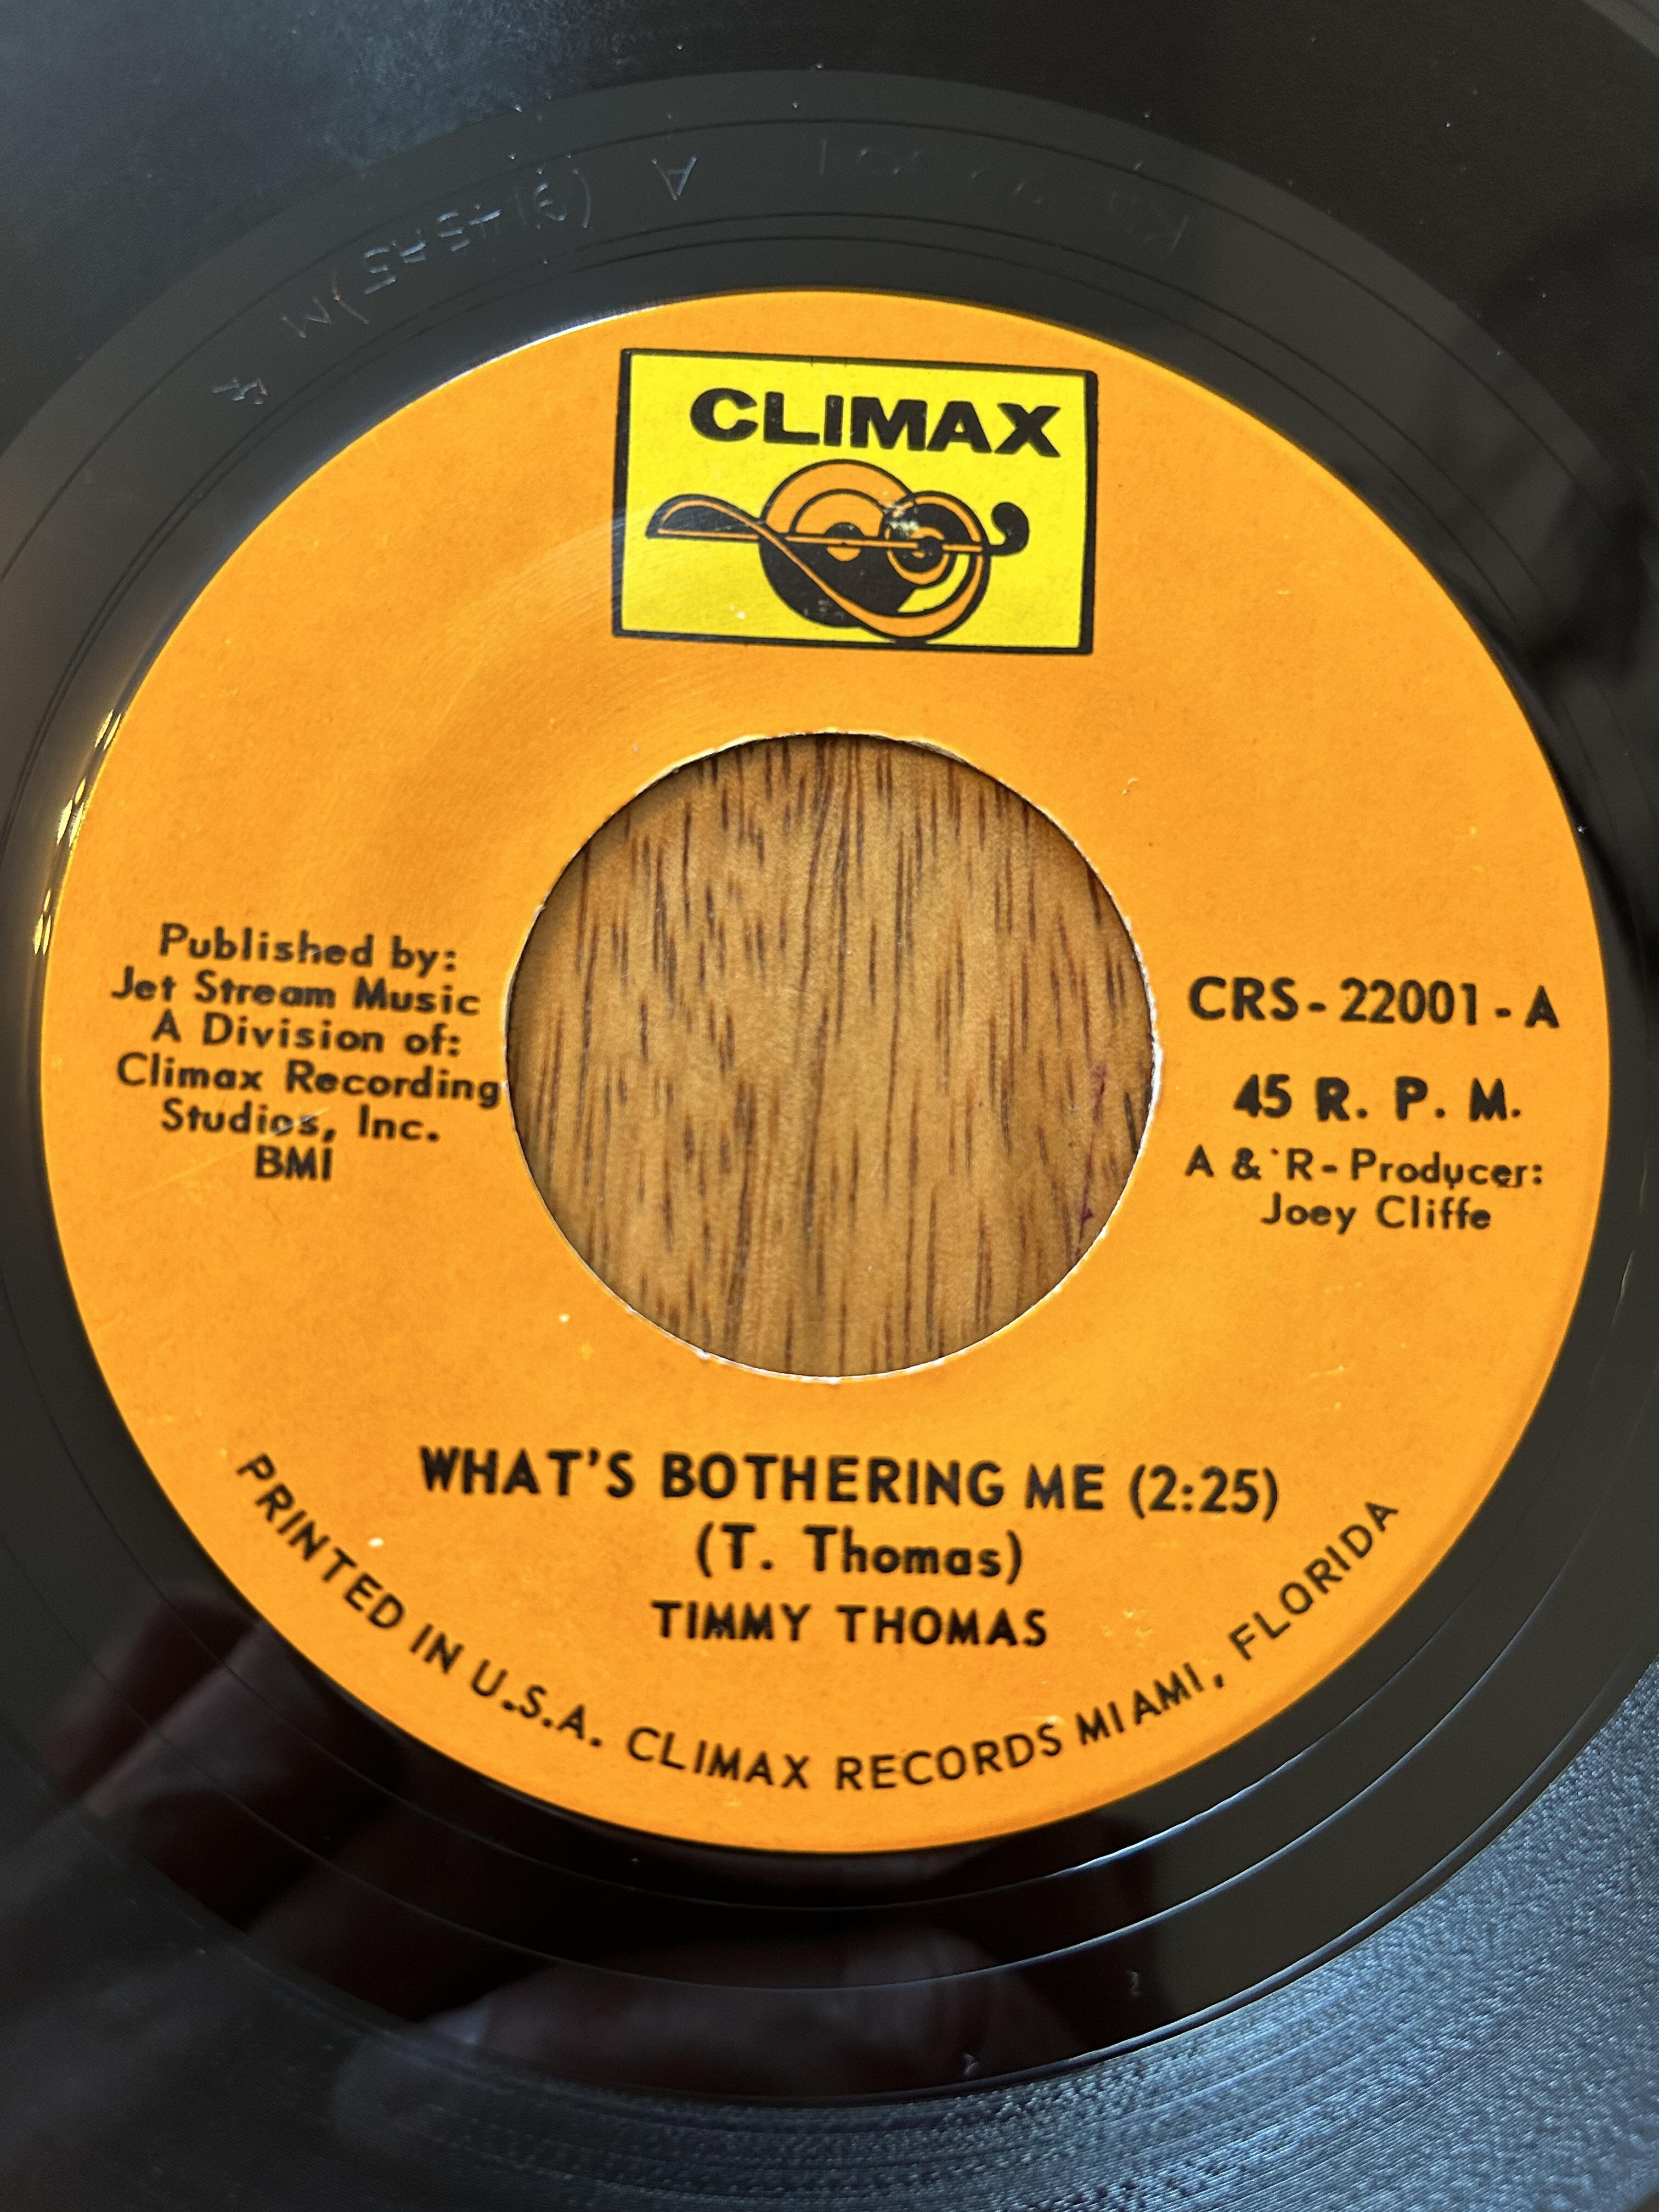 CLIMAX
Published by:
Jet Stream Music
A Division of:
Climax Recording
Studios, Inc.
BMI
CRS-22001-A
45 R. P. M.
A & R-Producer:
Joey Cliffe
WHAT'S BOTHERING ME (2:25)
(T. Thomas)
TIMMY THOMAS
PRINTED IN U.S.A. CLIMAX RECORDS MIAMI, FLORIDA